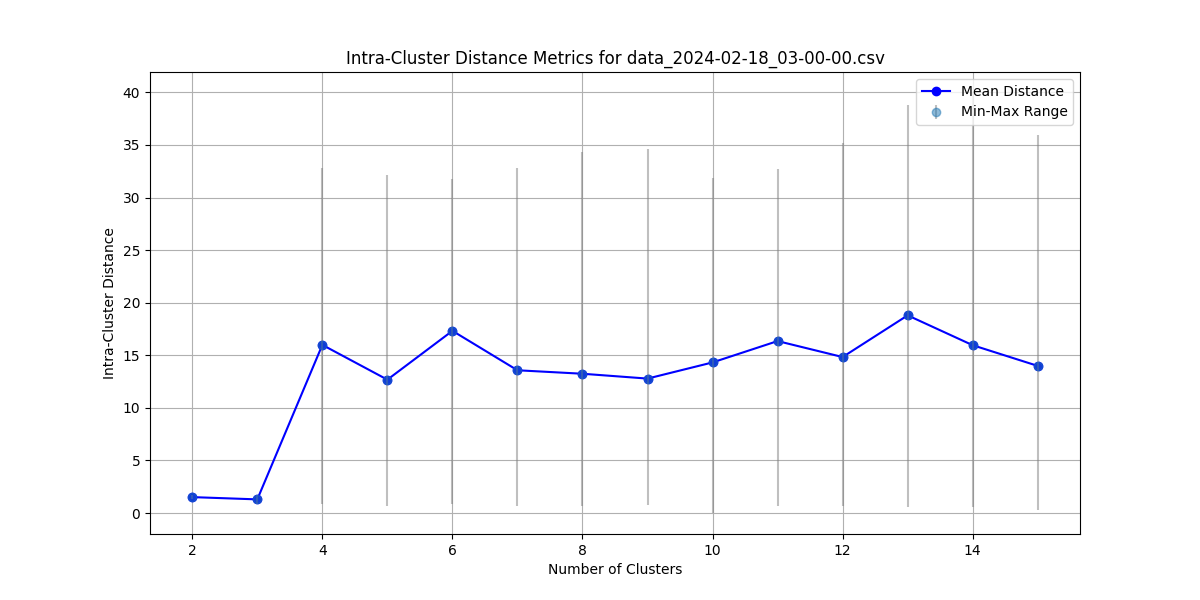 Intra-Cluster Distance Metrics for data_2024-02-18_03-00-00.csv
Mean Distance
Min-Max Range
Intra-Cluster Distance
40
35
30
25
20
15
10
5
0
2 4 6 8 10 12 14
Number of Clusters